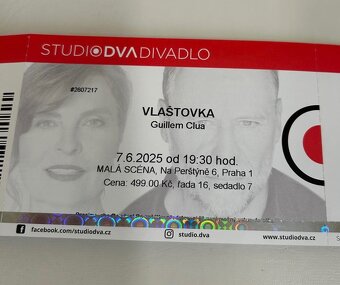 STUDIODVADIVADLO
#2607217
VLAŠTOVKA
Guillem Clua
7.6.2025 od 19:30 hod.
MALÁ SCÉNA, Na Perštýně 6, Praha 1
Cena: 499.00 Kč, řada 16, sedadlo 7
facebook.com/studiodva.cz
studio.dva
www.studiodva.cz